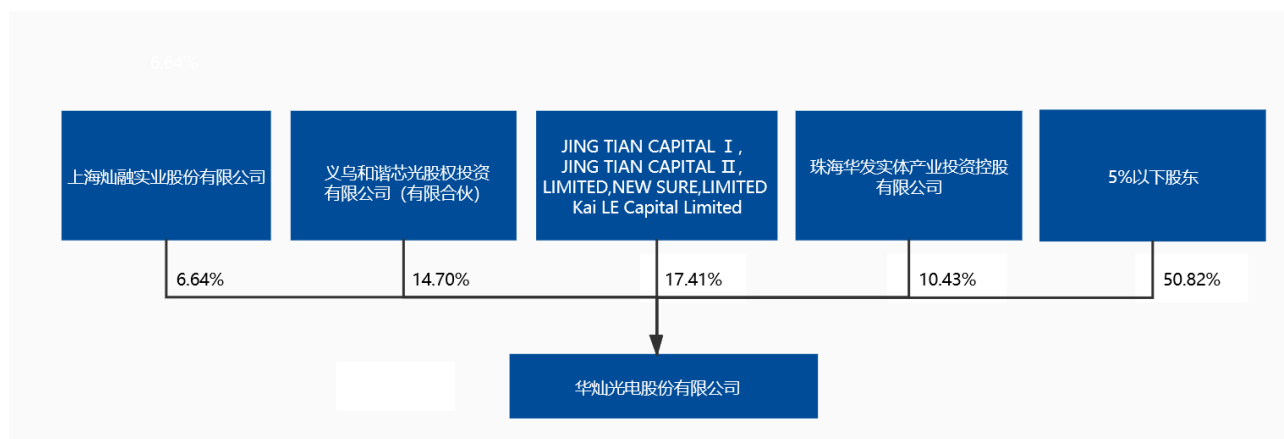 6.64%
上海灿融实业股份有限公司
义乌和谐芯光股权投资
有限公司（有限合伙）
JING TIAN CAPITAL Ⅰ,
JING TIAN CAPITAL Ⅱ,
LIMITED,NEW SURE,LIMITED
Kai LE Capital Limited
珠海华发实体产业投资控股
有限公司
5%以下股东
6.64%
14.70%
17.41%
10.43%
50.82%
华灿光电股份有限公司